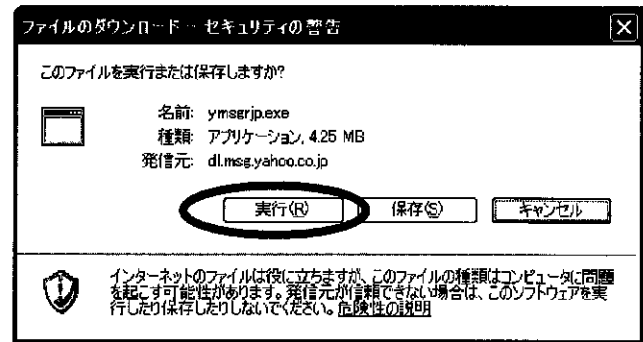 ファイルのダウンロード - セキュリティの警告
このファイルを実行または保存しますか?
名前: ymsgrjp.exe
種類: アプリケーション, 4.25 MB
発信元: dl.msg.yahoo.co.jp
実行(R) 保存(S) キャンセル
インターネットのファイルは役に立ちますが、このファイルの種類はコンピュータに問題
を起こす可能性があります。発信元が信頼できない場合は、このソフトウェアを実
行したり保存したりしないでください。危険性の説明